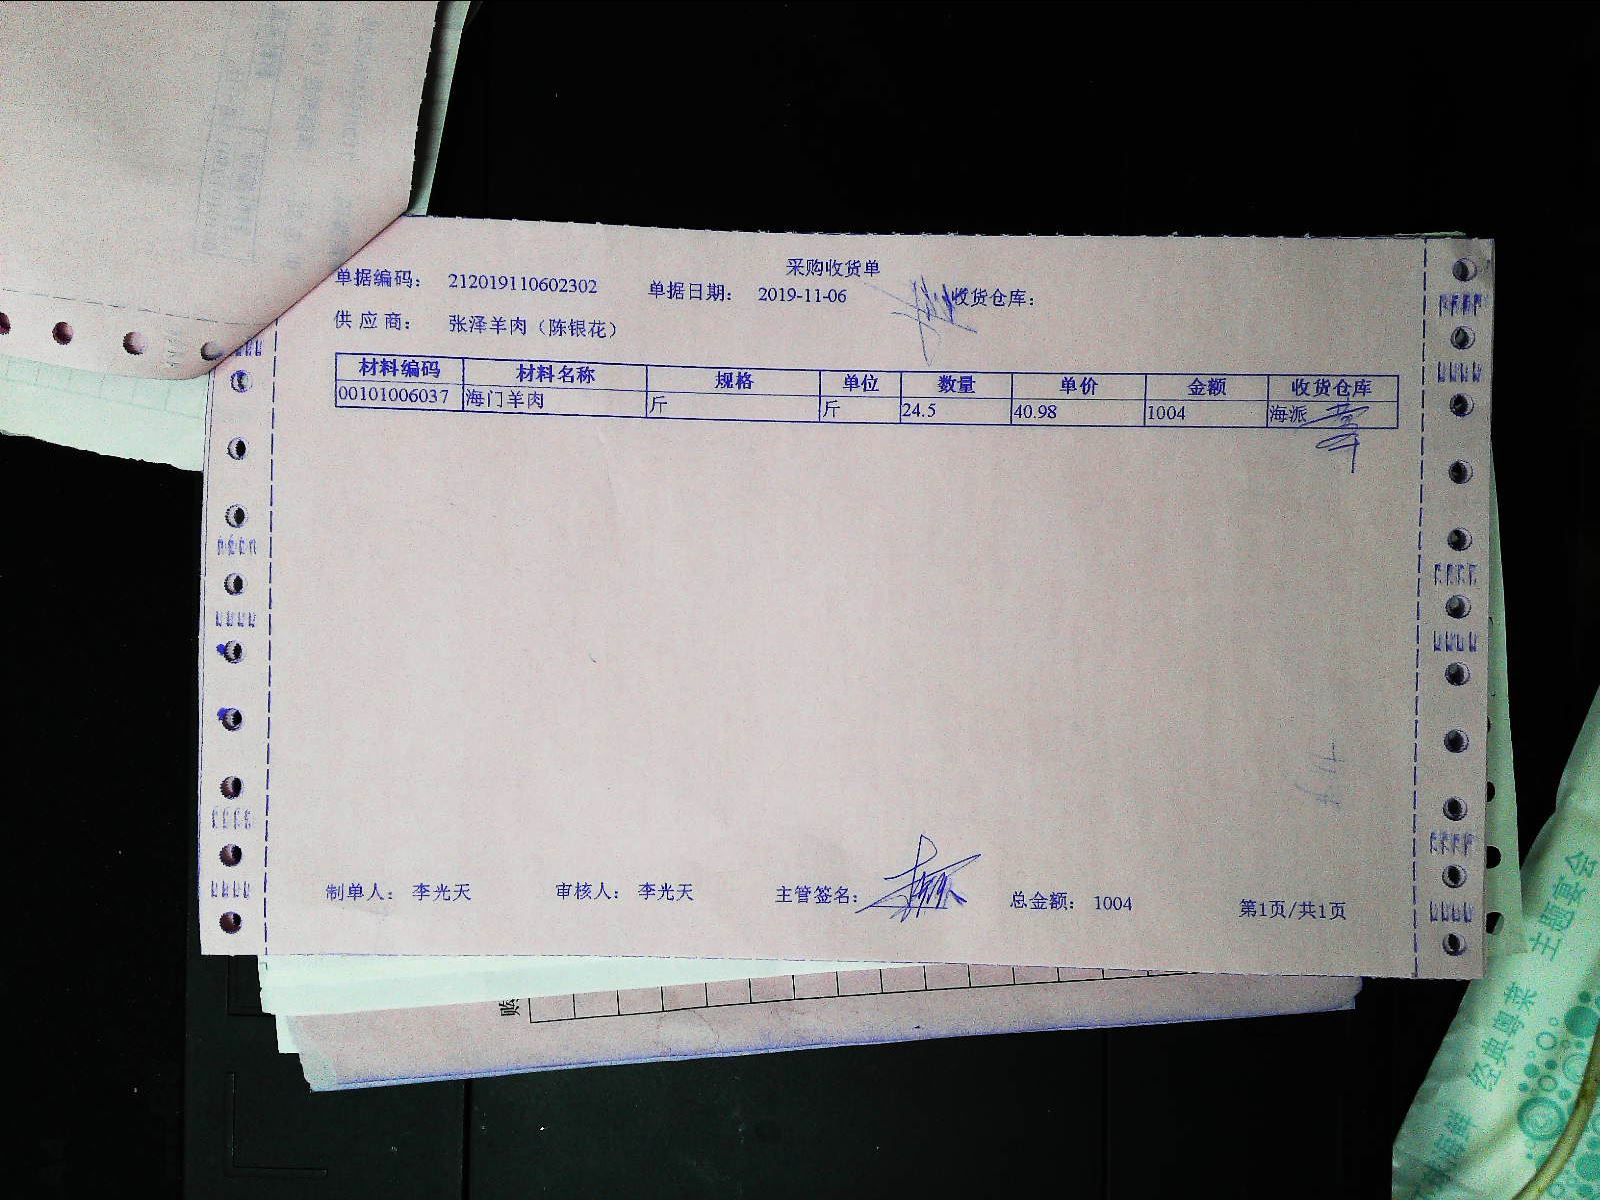 采购收货单
单据编码： 212019110602302 单据日期： 2019-11-06 收货仓库：
供 应 商： 张泽羊肉（陈银花）
材料编码 材料名称 规格 单位 数量 单价 金额 收货仓库
00101006037 海门羊肉 斤 斤 24.5 40.98 1004 海派
制单人： 李光天 审核人： 李光天 主管签名： 总金额： 1004 第1页/共1页
经典粤菜 主题宴会